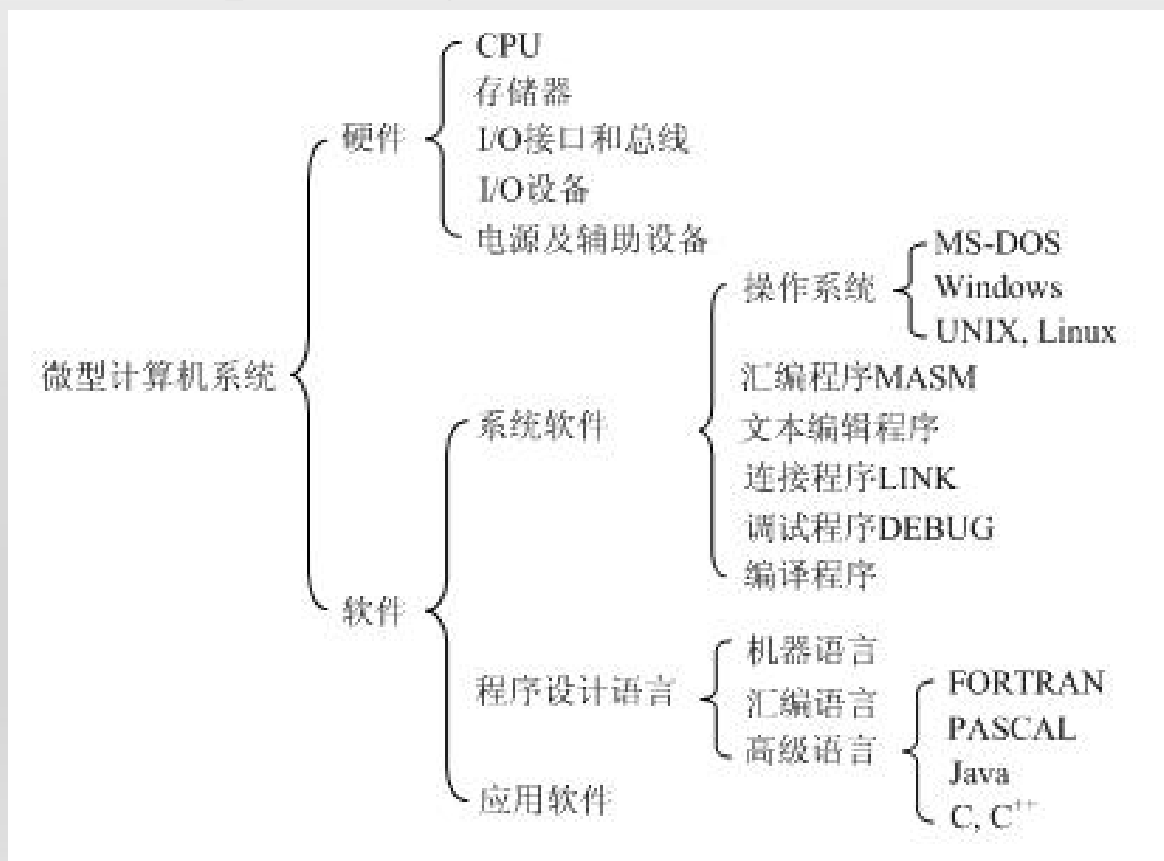 微型计算机系统
硬件
CPU
存储器
I/O接口和总线
I/O设备
电源及辅助设备
软件
系统软件
操作系统
MS-DOS
Windows
UNIX, Linux
汇编程序MASM
文本编辑程序
连接程序LINK
调试程序DEBUG
编译程序
程序设计语言
机器语言
汇编语言
高级语言
FORTRAN
PASCAL
Java
C, C++
应用软件